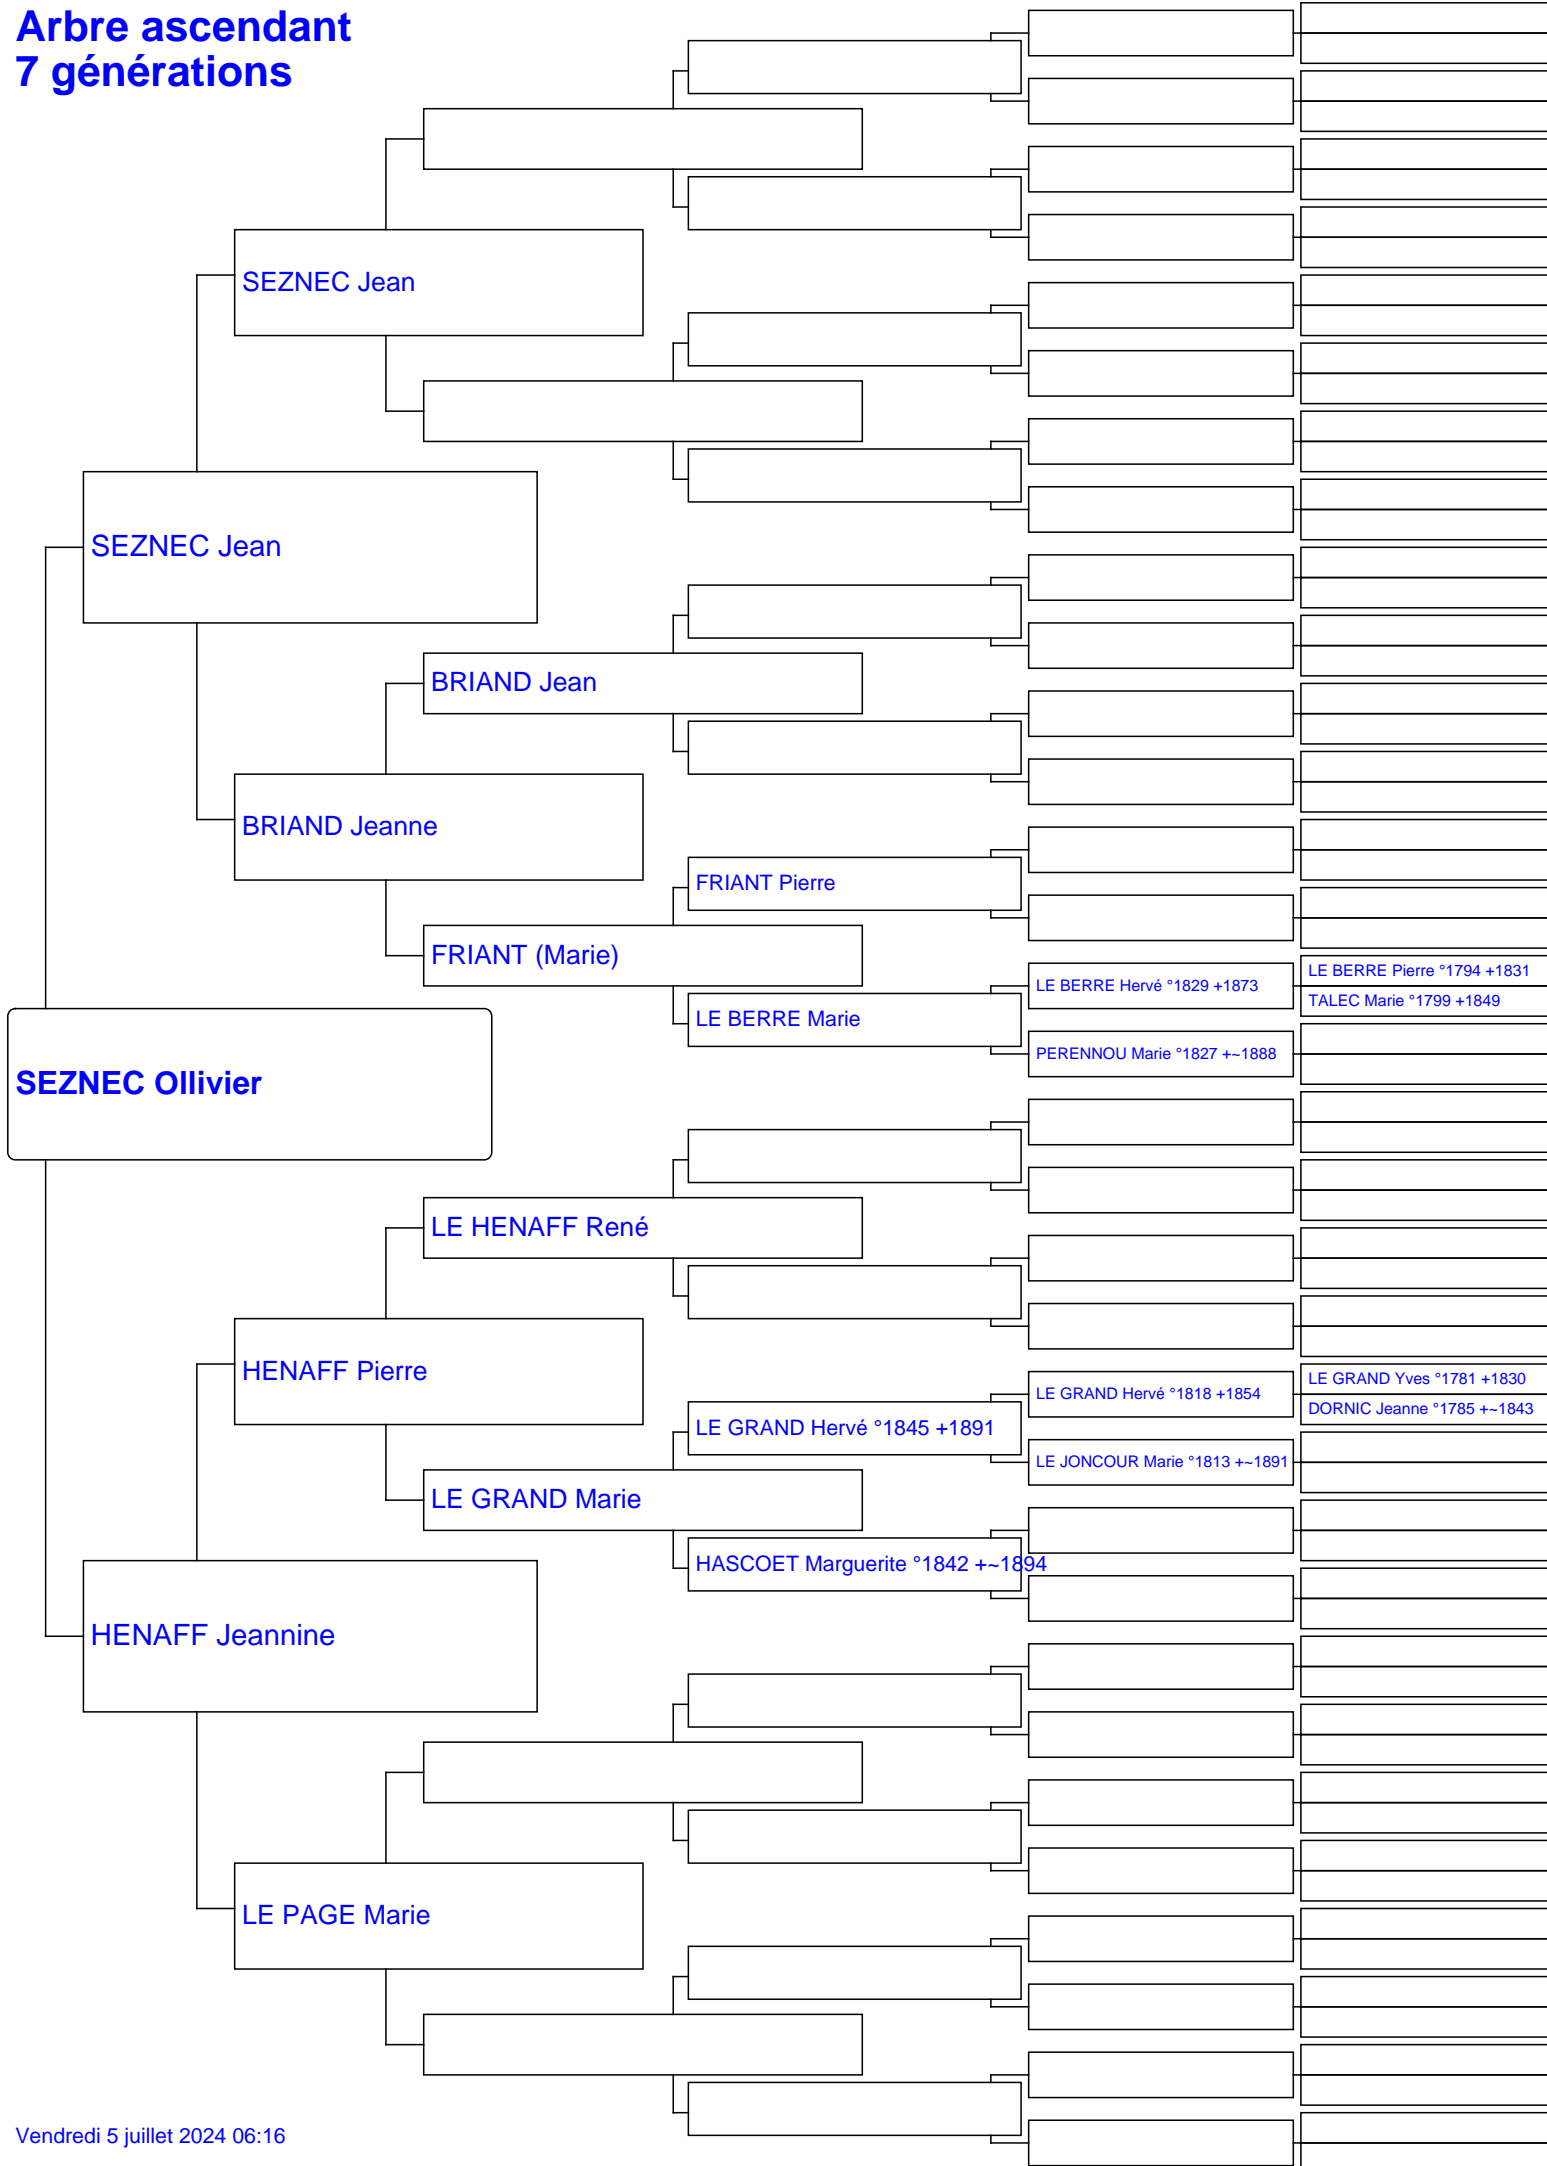 Arbre ascendant
7 générations
SEZNEC Jean
SEZNEC Jean
BRIAND Jean
BRIAND Jeanne
FRIANT Pierre
FRIANT (Marie)
LE BERRE Pierre °1794 +1831
LE BERRE Hervé °1829 +1873
TALEC Marie °1799 +1849
LE BERRE Marie
PERENNOU Marie °1827 +~1888
SEZNEC Ollivier
LE HENAFF René
HENAFF Pierre
LE GRAND Yves °1781 +1830
LE GRAND Hervé °1818 +1854
DORNIC Jeanne °1785 +~1843
LE GRAND Hervé °1845 +1891
LE JONCOUR Marie °1813 +~1891
LE GRAND Marie
HASCOET Marguerite °1842 +~1894
HENAFF Jeannine
LE PAGE Marie
Vendredi 5 juillet 2024 06:16